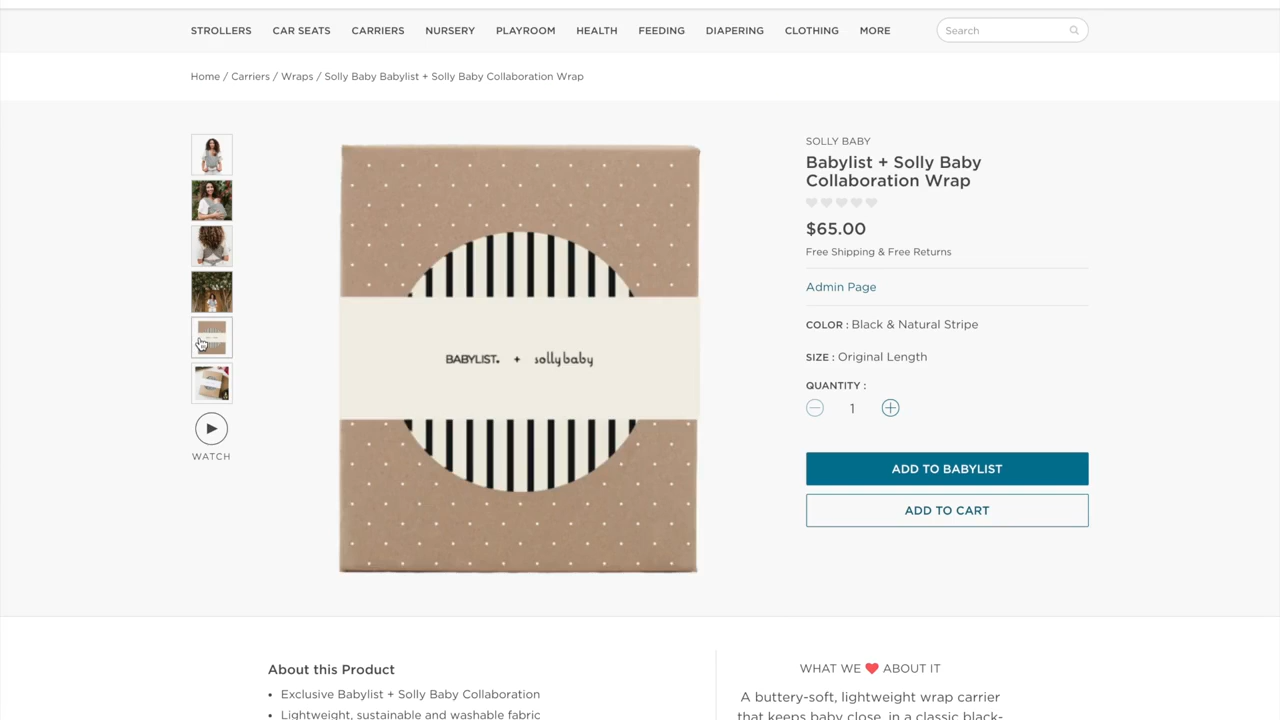 STROLLERS CAR SEATS CARRIERS NURSERY PLAYROOM HEALTH FEEDING DIAPERING CLOTHING MORE Search
Home / Carriers / Wraps / Solly Baby Babylist + Solly Baby Collaboration Wrap
SOLLY BABY
Babylist + Solly Baby
Collaboration Wrap
$65.00
Free Shipping & Free Returns
Admin Page
COLOR : Black & Natural Stripe
SIZE : Original Length
QUANTITY :
1
ADD TO BABYLIST
ADD TO CART
BABYLIST. + solly baby
WATCH
About this Product
• Exclusive Babylist + Solly Baby Collaboration
• Lightweight, sustainable and washable fabric
WHAT WE ❤ ABOUT IT
A buttery-soft, lightweight wrap carrier
that keeps baby close, in a classic black-